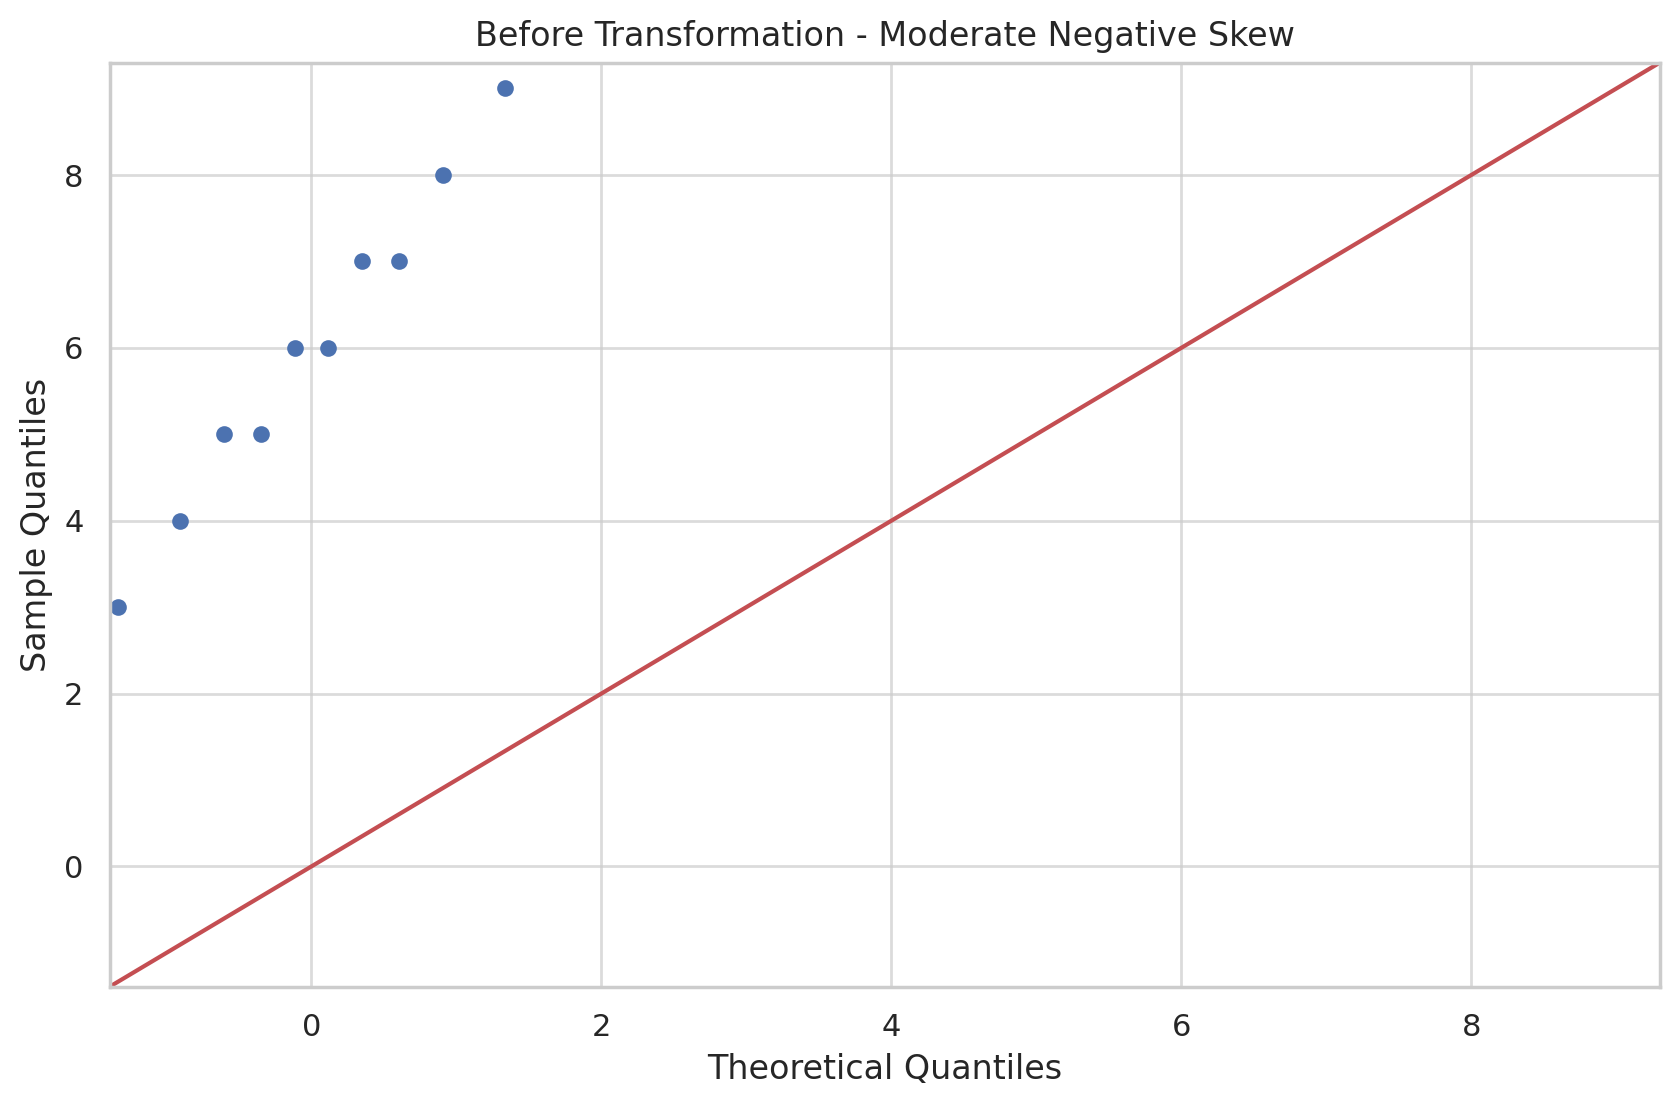 Before Transformation - Moderate Negative Skew
Sample Quantiles
8
6
4
2
0
0 2 4 6 8
Theoretical Quantiles